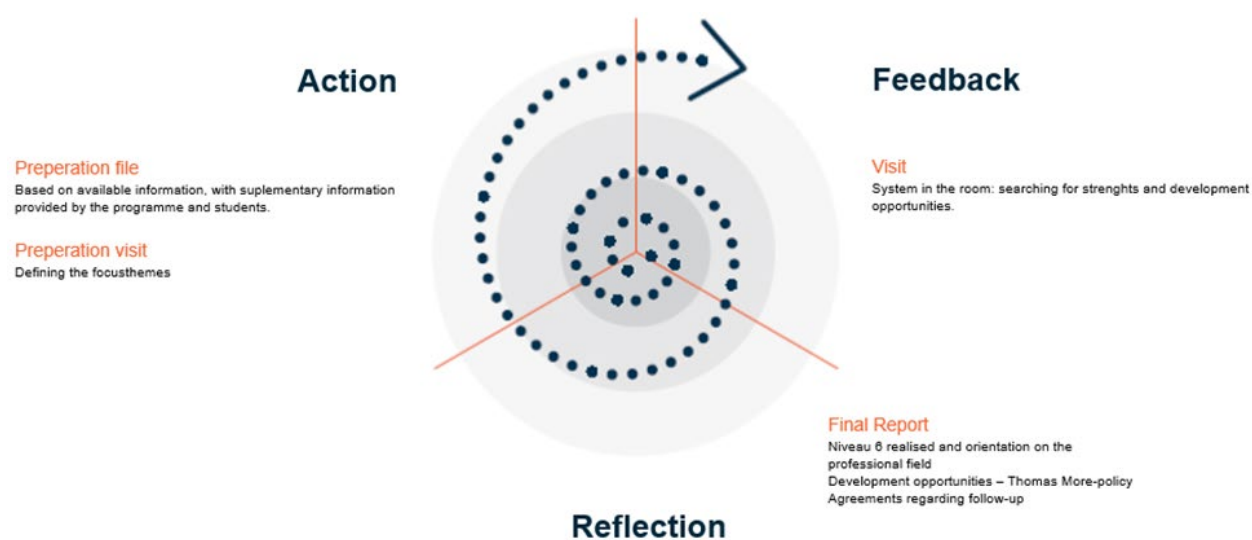 Action
Feedback
Preperation file
Based on available information, with suplementary information
provided by the programme and students.
Preperation visit
Defining the focusthemes
Visit
System in the room: searching for strenghts and development
opportunities.
Final Report
Niveau 6 realised and orientation on the
professional field
Development opportunities – Thomas More-policy
Agreements regarding follow-up
Reflection